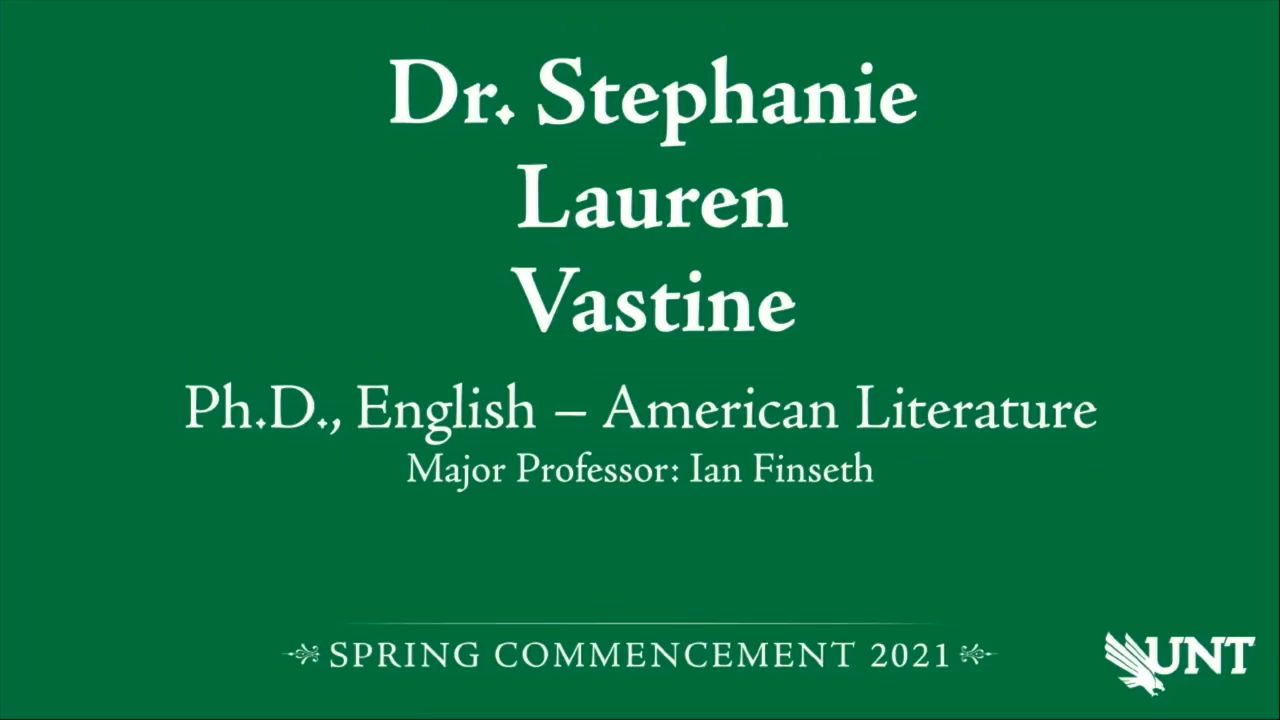 Dr. Stephanie
Lauren
Vastine
Ph.D., English – American Literature
Major Professor: Ian Finseth
SPRING COMMENCEMENT 2021
UNT